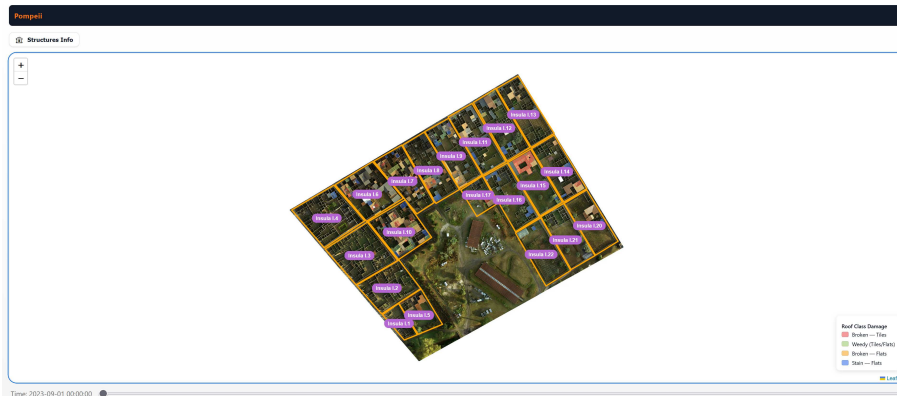 Pompeii
Structures Info
+
−
Insula I.13
Insula I.12
Insula I.11
Insula I.9
Insula I.8
Insula I.7
Insula I.6
Insula I.4
Insula I.14
Insula I.15
Insula I.17
Insula I.16
Insula I.10
Insula I.20
Insula I.21
Insula I.22
Insula I.3
Insula I.2
Insula I.5
Insula I.1
Roof Class Damage
Broken — Tiles
Weedy (Tiles/Flats)
Broken — Flats
Stain — Flats
Leaf
Time: 2023-09-01 00:00:00